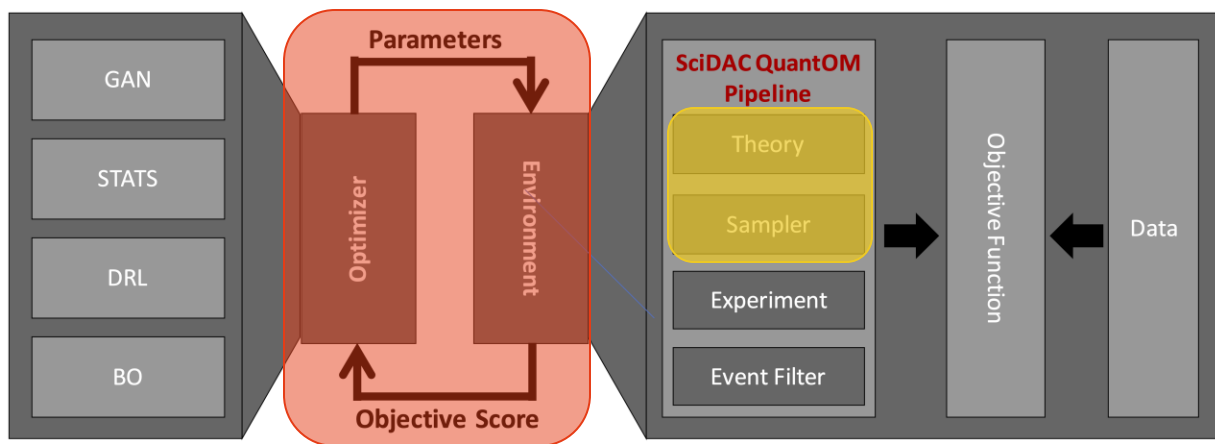 GAN
STATS
DRL
BO
Parameters
Optimizer
Environment
Objective Score
SciDAC QuantOM
Pipeline
Theory
Sampler
Experiment
Event Filter
Objective Function
Data